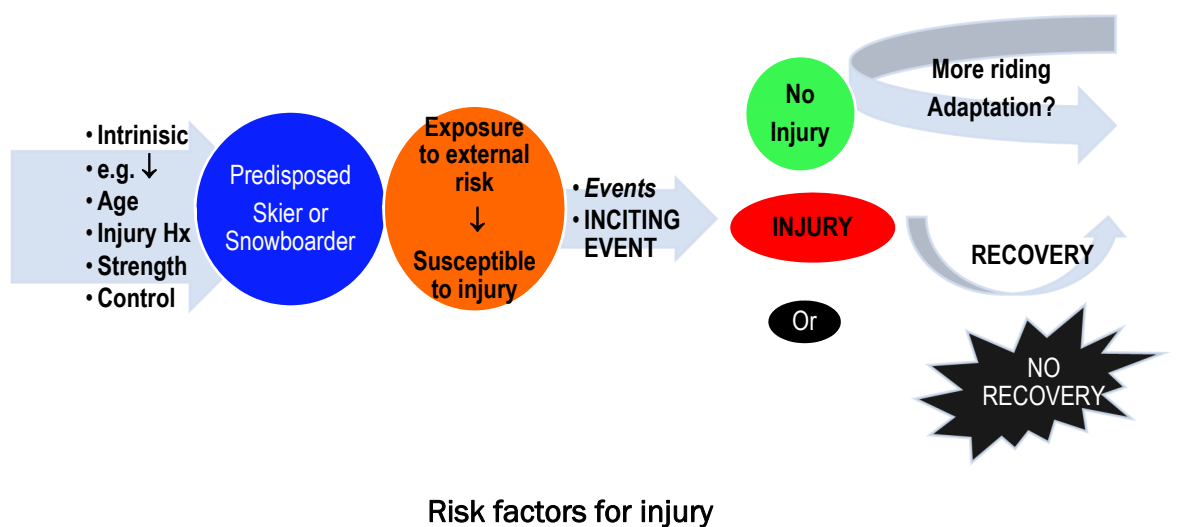 • Intrinisic
• e.g. ↓
• Age
• Injury Hx
• Strength
• Control
Predisposed
Skier or
Snowboarder
Exposure
to external
risk
↓
Susceptible
to injury
• Events
• INCITING
EVENT
No
Injury
More riding
Adaptation?
INJURY
RECOVERY
Or
NO
RECOVERY
Risk factors for injury